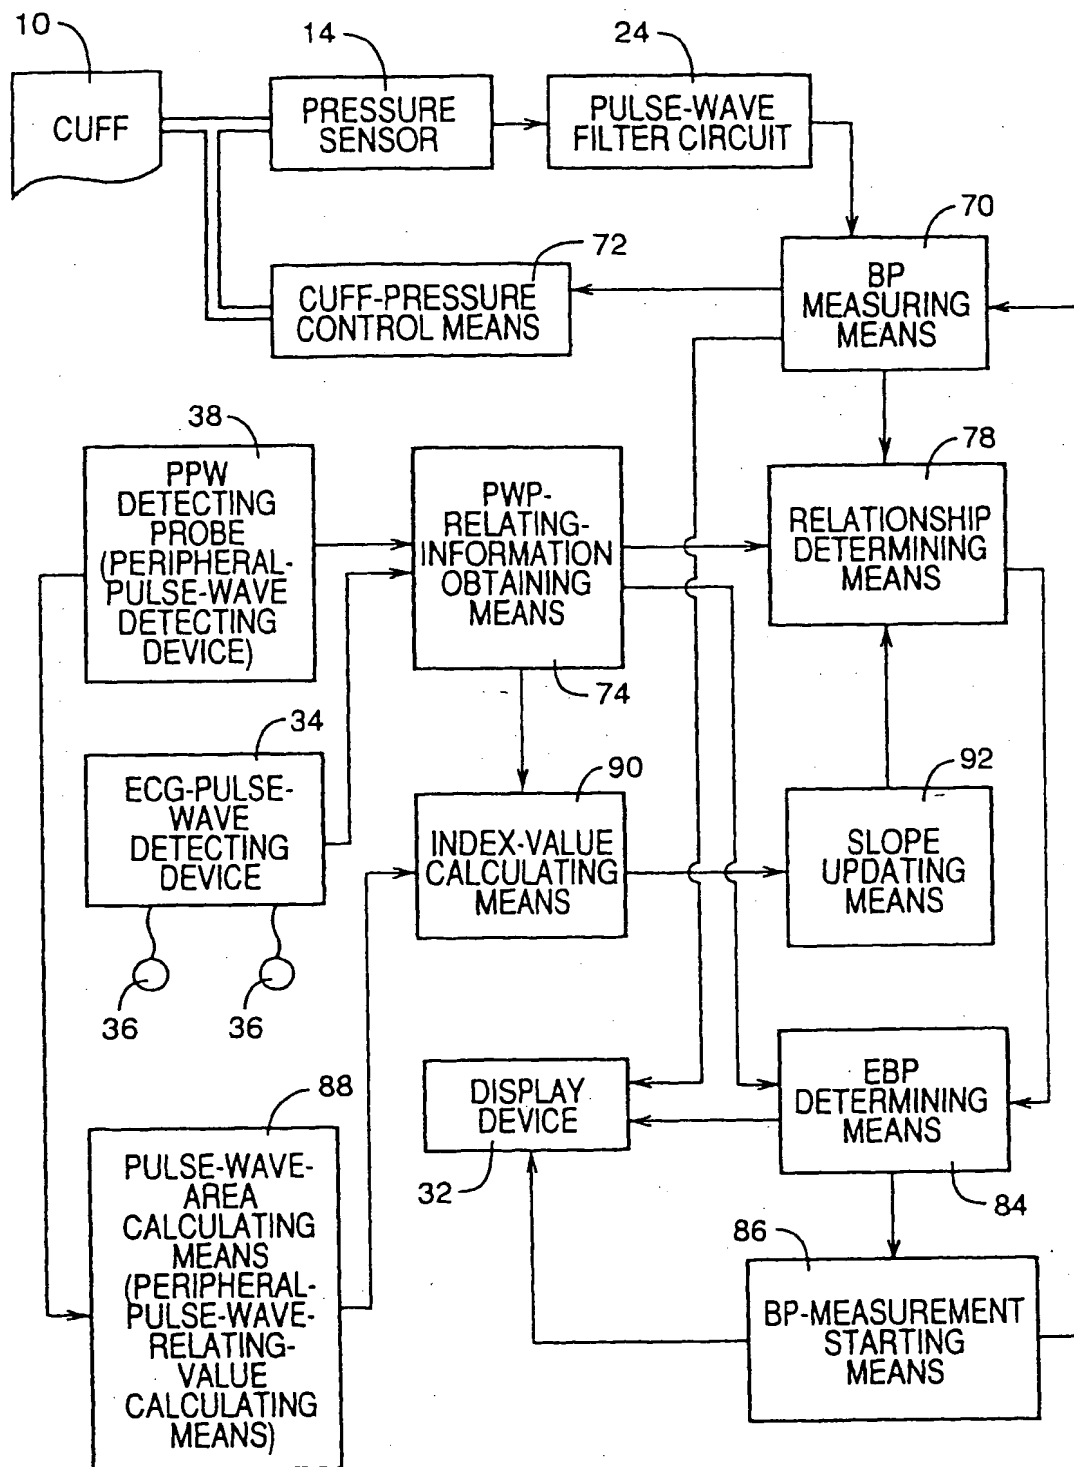 10
14
24
CUFF
PRESSURE
SENSOR
PULSE-WAVE
FILTER CIRCUIT
70
72
BP
MEASURING
MEANS
CUFF-PRESSURE
CONTROL MEANS
38
PPW
DETECTING
PROBE
(PERIPHERAL-
PULSE-WAVE
DETECTING
DEVICE)
PWP-
RELATING-
INFORMATION
OBTAINING
MEANS
74
78
RELATIONSHIP
DETERMINING
MEANS
34
ECG-PULSE-
WAVE
DETECTING
DEVICE
36
36
90
INDEX-VALUE
CALCULATING
MEANS
92
SLOPE
UPDATING
MEANS
88
PULSE-WAVE-
AREA
CALCULATING
MEANS
(PERIPHERAL-
PULSE-WAVE-
RELATING-
VALUE
CALCULATING
MEANS)
DISPLAY
DEVICE
32
EBP
DETERMINING
MEANS
84
86
BP-MEASUREMENT
STARTING
MEANS